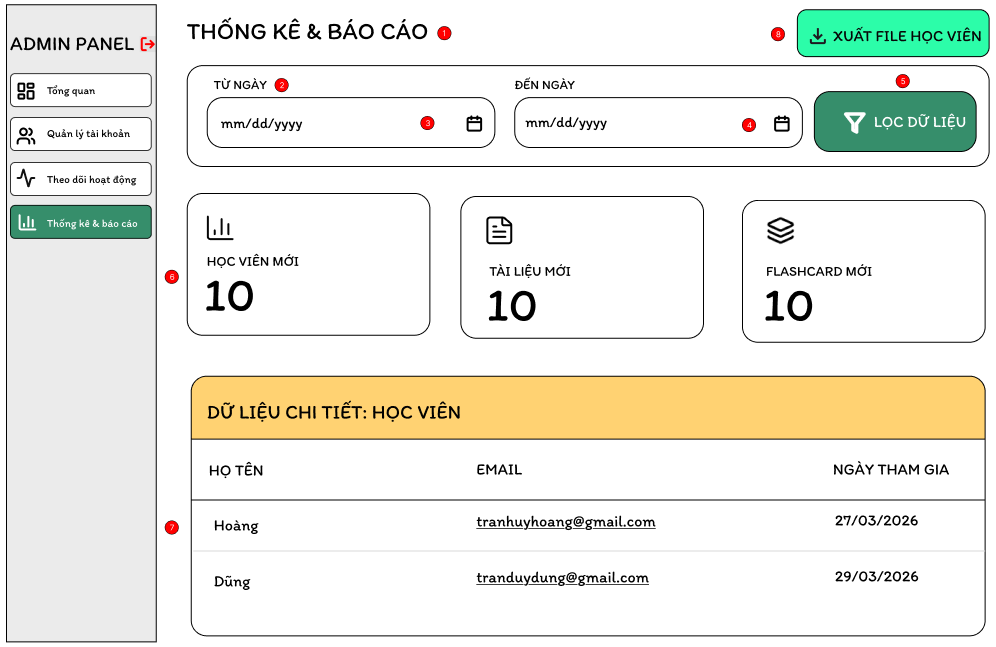 ADMIN PANEL
Tổng quan
Quản lý tài khoản
Theo dõi hoạt động
Thống kê & báo cáo
THỐNG KÊ & BÁO CÁO 1
8 XUẤT FILE HỌC VIÊN
TỪ NGÀY 2
mm/dd/yyyy 3
ĐẾN NGÀY
mm/dd/yyyy 4
5
LỌC DỮ LIỆU
6
HỌC VIÊN MỚI
10
TÀI LIỆU MỚI
10
FLASHCARD MỚI
10
DỮ LIỆU CHI TIẾT: HỌC VIÊN
HỌ TÊN EMAIL NGÀY THAM GIA
7
Hoàng tranhuyhoang@gmail.com 27/03/2026
Dũng tranduydung@gmail.com 29/03/2026